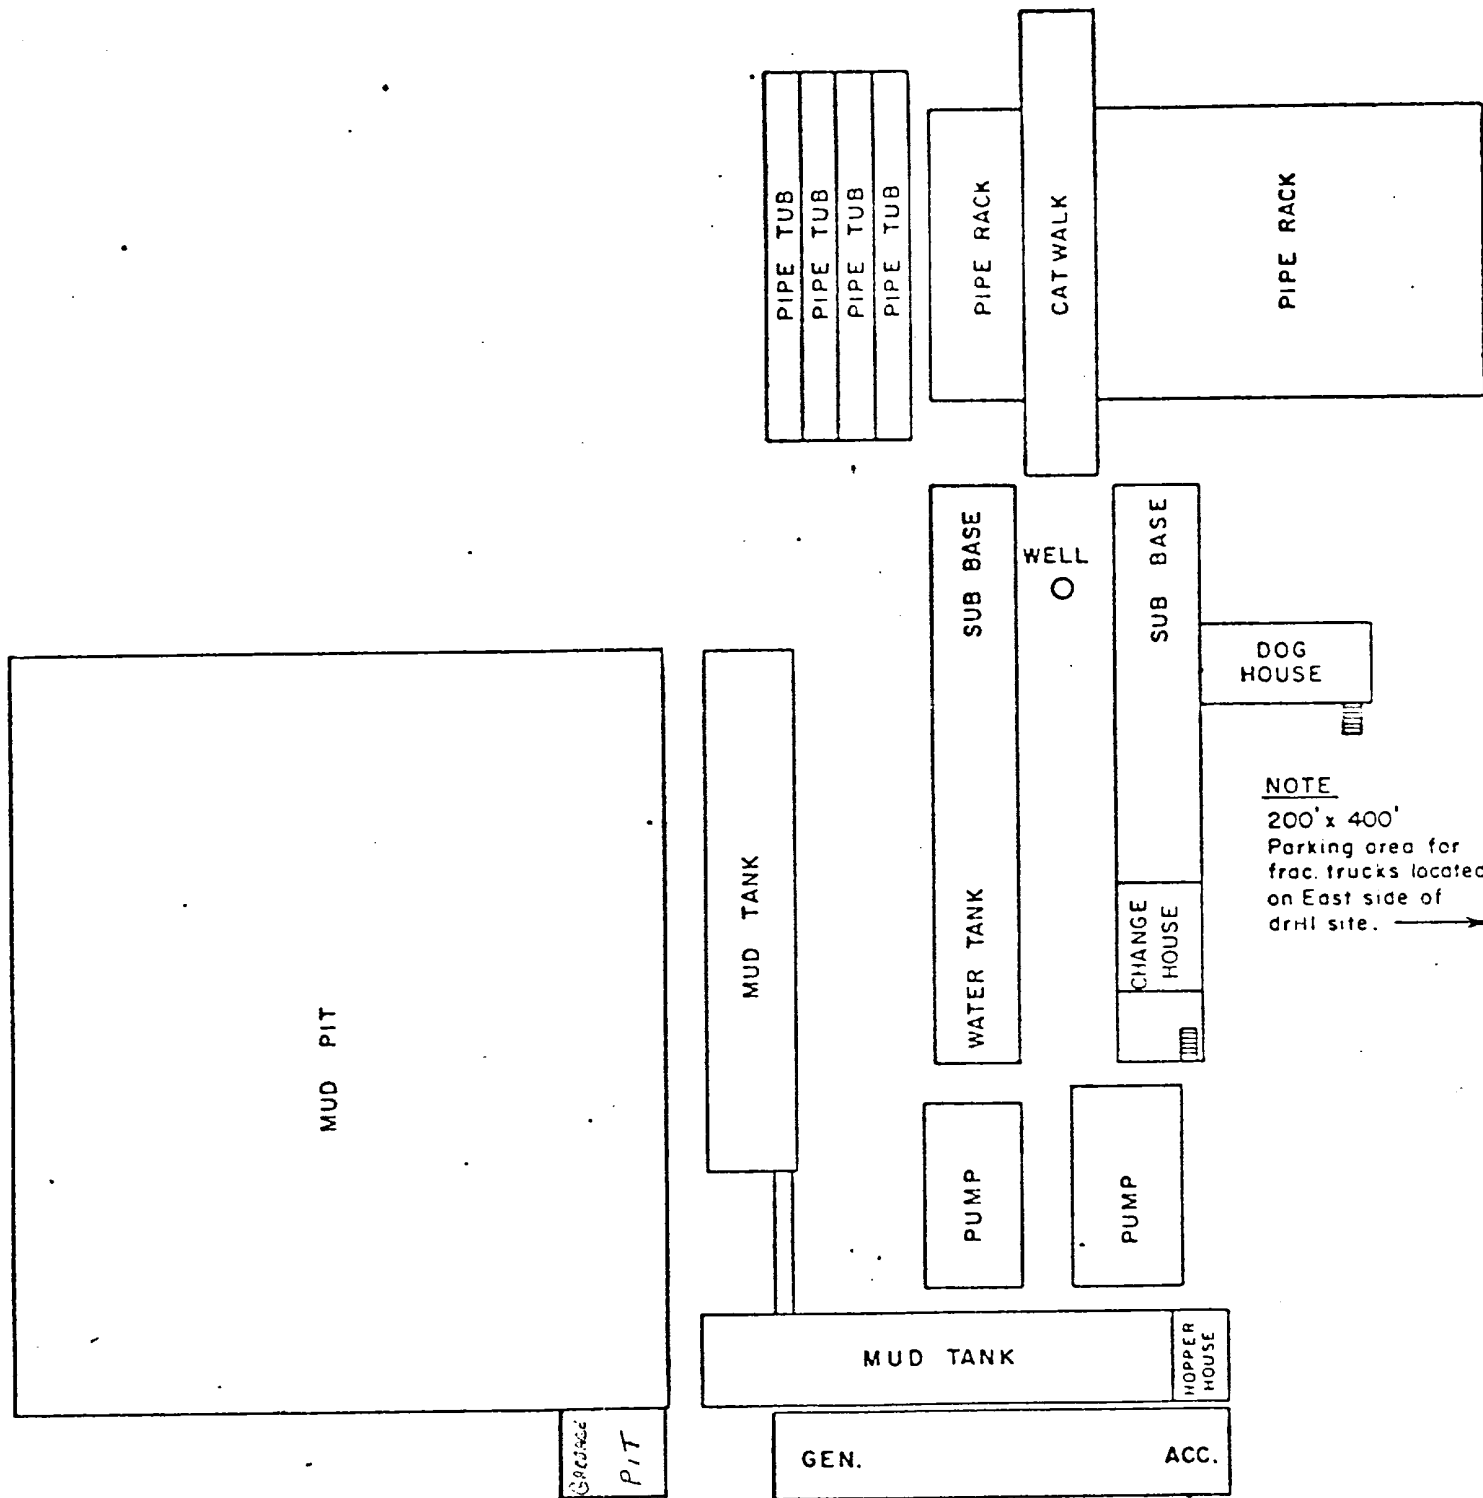 PIPE TUB
PIPE TUB
PIPE TUB
PIPE TUB
PIPE RACK
CATWALK
PIPE RACK
SUB BASE
WELL
SUB BASE
DOG
HOUSE
NOTE
200' x 400'
Parking area for
frac. trucks located
on East side of
drill site.
MUD PIT
MUD TANK
WATER TANK
CHANGE
HOUSE
PUMP
PUMP
MUD TANK
HOPPER
HOUSE
GARBAGE
PIT
GEN.
ACC.